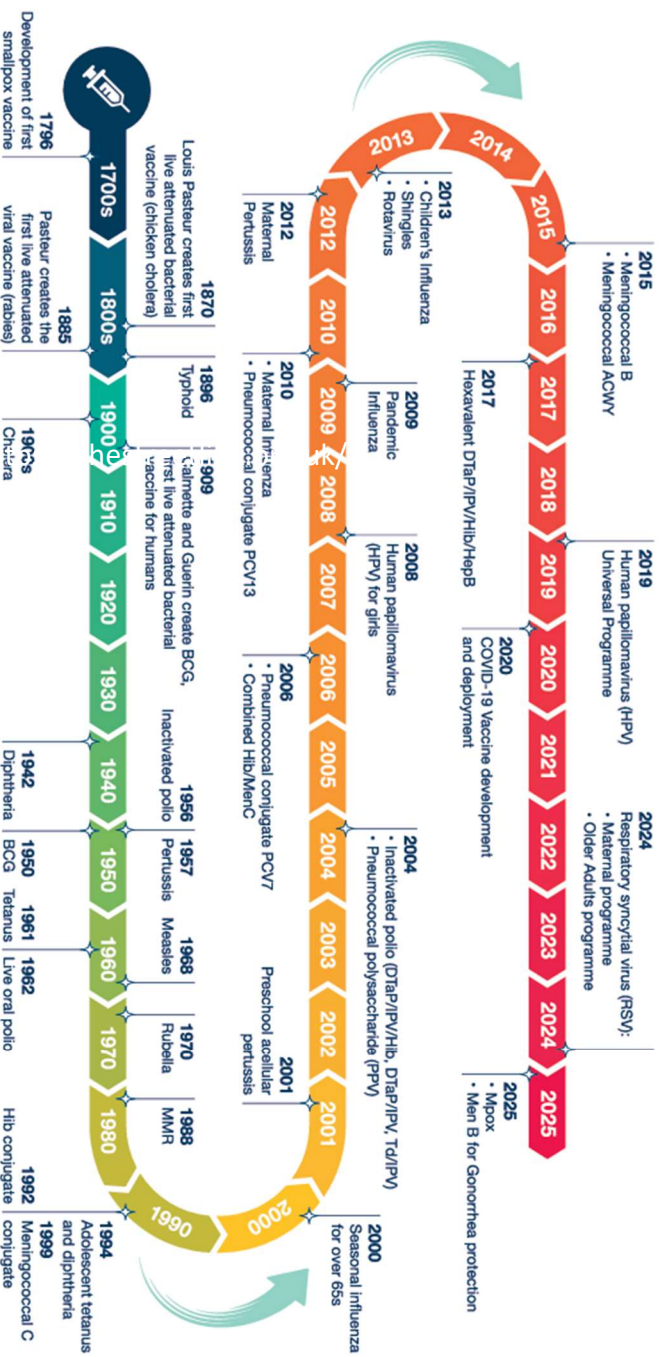 2015
• Meningococcal B
• Meningococcal ACWY
2019
Human papillomavirus (HPV)
Universal Programme
2024
Respiratory syncytial virus (RSV):
• Maternal programme
• Older Adults programme
2013
2014
2015
2016
2017
2018
2019
2020
2021
2022
2023
2024
2025
2017
Hexavalent DTaP/IPV/Hib/HepB
2020
COVID-19 Vaccine development
and deployment
2025
• Mpox
• Men B for Gonorrhea protection
2013
• Children's Influenza
• Shingles
• Rotavirus
2009
Pandemic
Influenza
2008
Human papillomavirus
(HPV) for girls
2004
• Inactivated polio (DTaP/IPV/Hib, DTaP/IPV, Td/IPV)
• Pneumococcal polysaccharide (PPV)
2000
Seasonal influenza
for over 65s
2012
2010
2009
2008
2007
2006
2005
2004
2003
2002
2001
2000
1990
2012
Maternal
Pertussis
2010
• Maternal Influenza
• Pneumococcal conjugate PCV13
2006
• Pneumococcal conjugate PCV7
• Combined Hib/MenC
2001
Preschool acellular
pertussis
1870
Louis Pasteur creates first
live attenuated bacterial
vaccine (chicken cholera)
1896
Typhoid
1909
Calmette and Guerin create BCG,
first live attenuated bacterial
vaccine for humans
1956
Inactivated polio
1957
Pertussis
1968
Measles
1970
Rubella
1988
MMR
1700s
1800s
1900
1910
1920
1930
1940
1950
1960
1970
1980
1796
Development of first
smallpox vaccine
1885
Pasteur creates the
first live attenuated
viral vaccine (rabies)
1900s
Cholera
1942
Diphtheria
1950
BCG
1961
Tetanus
1962
Live oral polio
1992
Hib conjugate
1994
Adolescent tetanus
and diphtheria
1999
Meningococcal C
conjugate